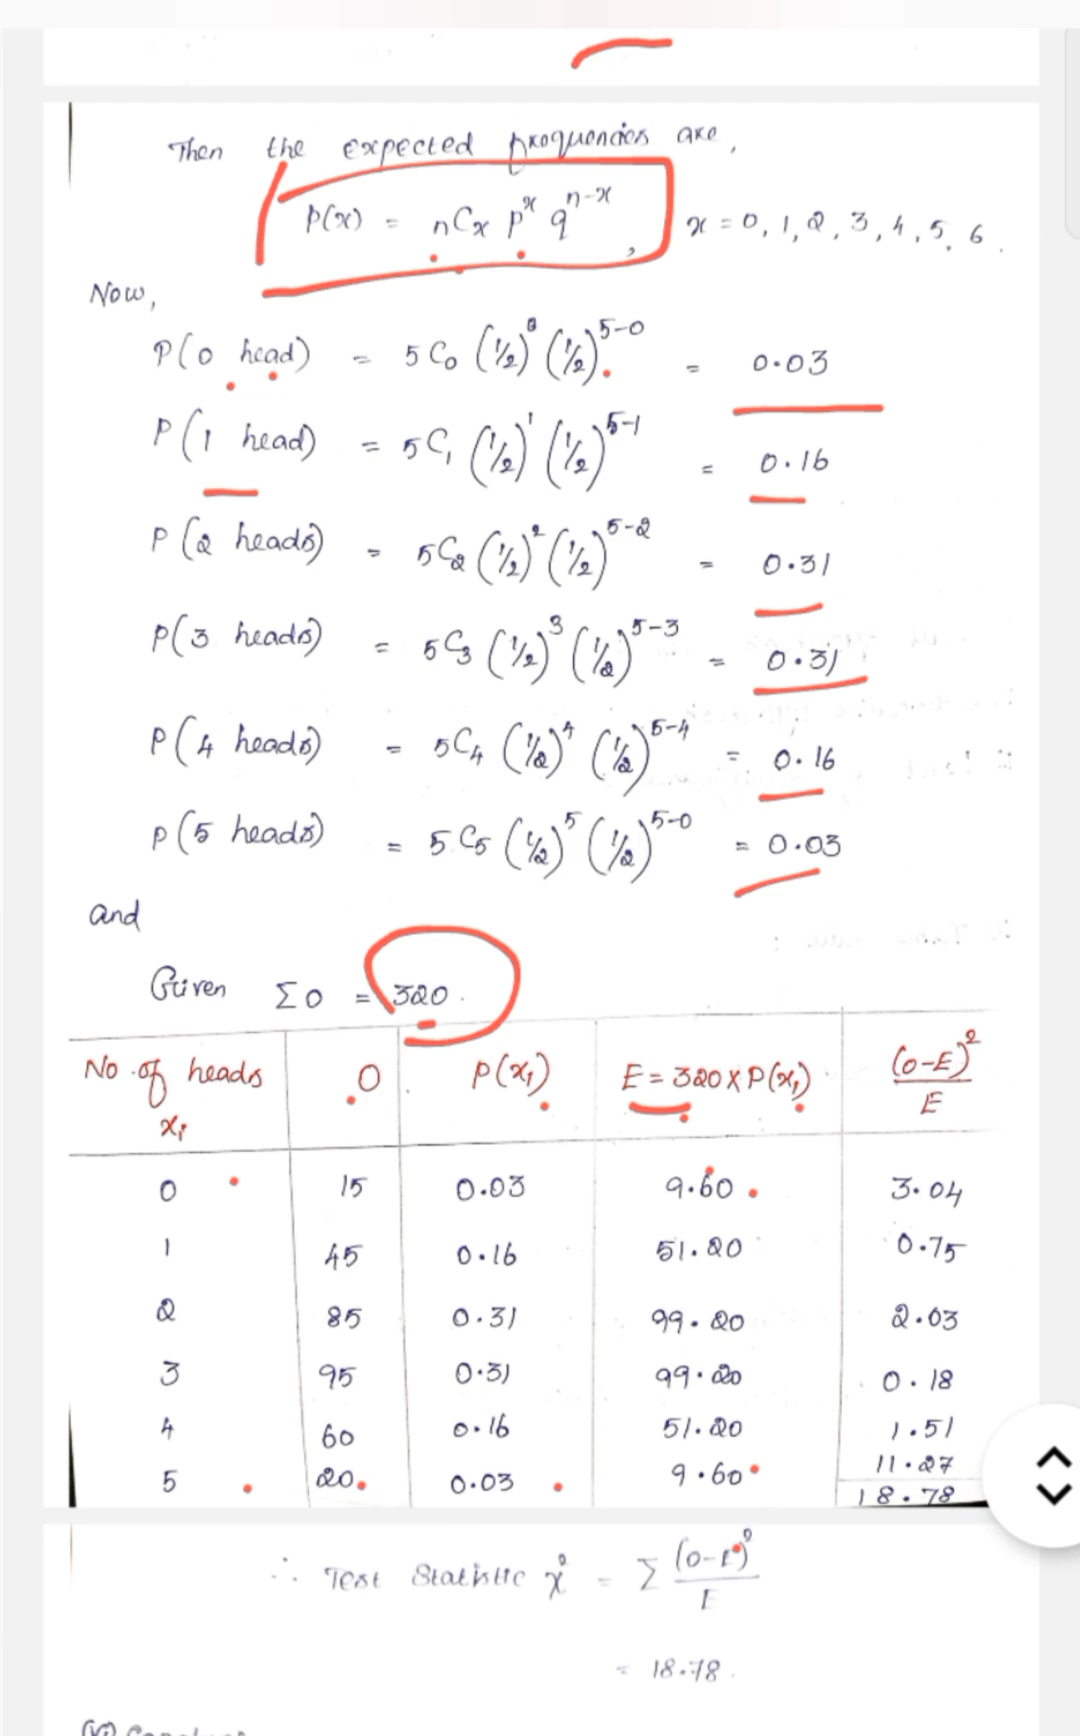 Then the expected frequencies are,
P(x) = nCx p^x q^n-x, x = 0, 1, 2, 3, 4, 5, 6.
Now,
P(0 head) = 5C0 (1/2)^0 (1/2)^5-0 = 0.03
P(1 head) = 5C1 (1/2)^1 (1/2)^5-1 = 0.16
P(2 heads) = 5C2 (1/2)^2 (1/2)^5-2 = 0.31
P(3 heads) = 5C3 (1/2)^3 (1/2)^5-3 = 0.31
P(4 heads) = 5C4 (1/2)^4 (1/2)^5-4 = 0.16
P(5 heads) = 5C5 (1/2)^5 (1/2)^5-0 = 0.03
and
Given ΣO = 320.
No. of heads xi O P(xi) E = 320 x P(xi) (O-E)^2/E
0 15 0.03 9.60 3.04
1 45 0.16 51.20 0.75
2 85 0.31 99.20 2.03
3 95 0.31 99.20 0.18
4 60 0.16 51.20 1.51
5 20 0.03 9.60 11.27
18.78
∴ Test Statistic χ^2 = Σ (O-E)^2/E
= 18.78.